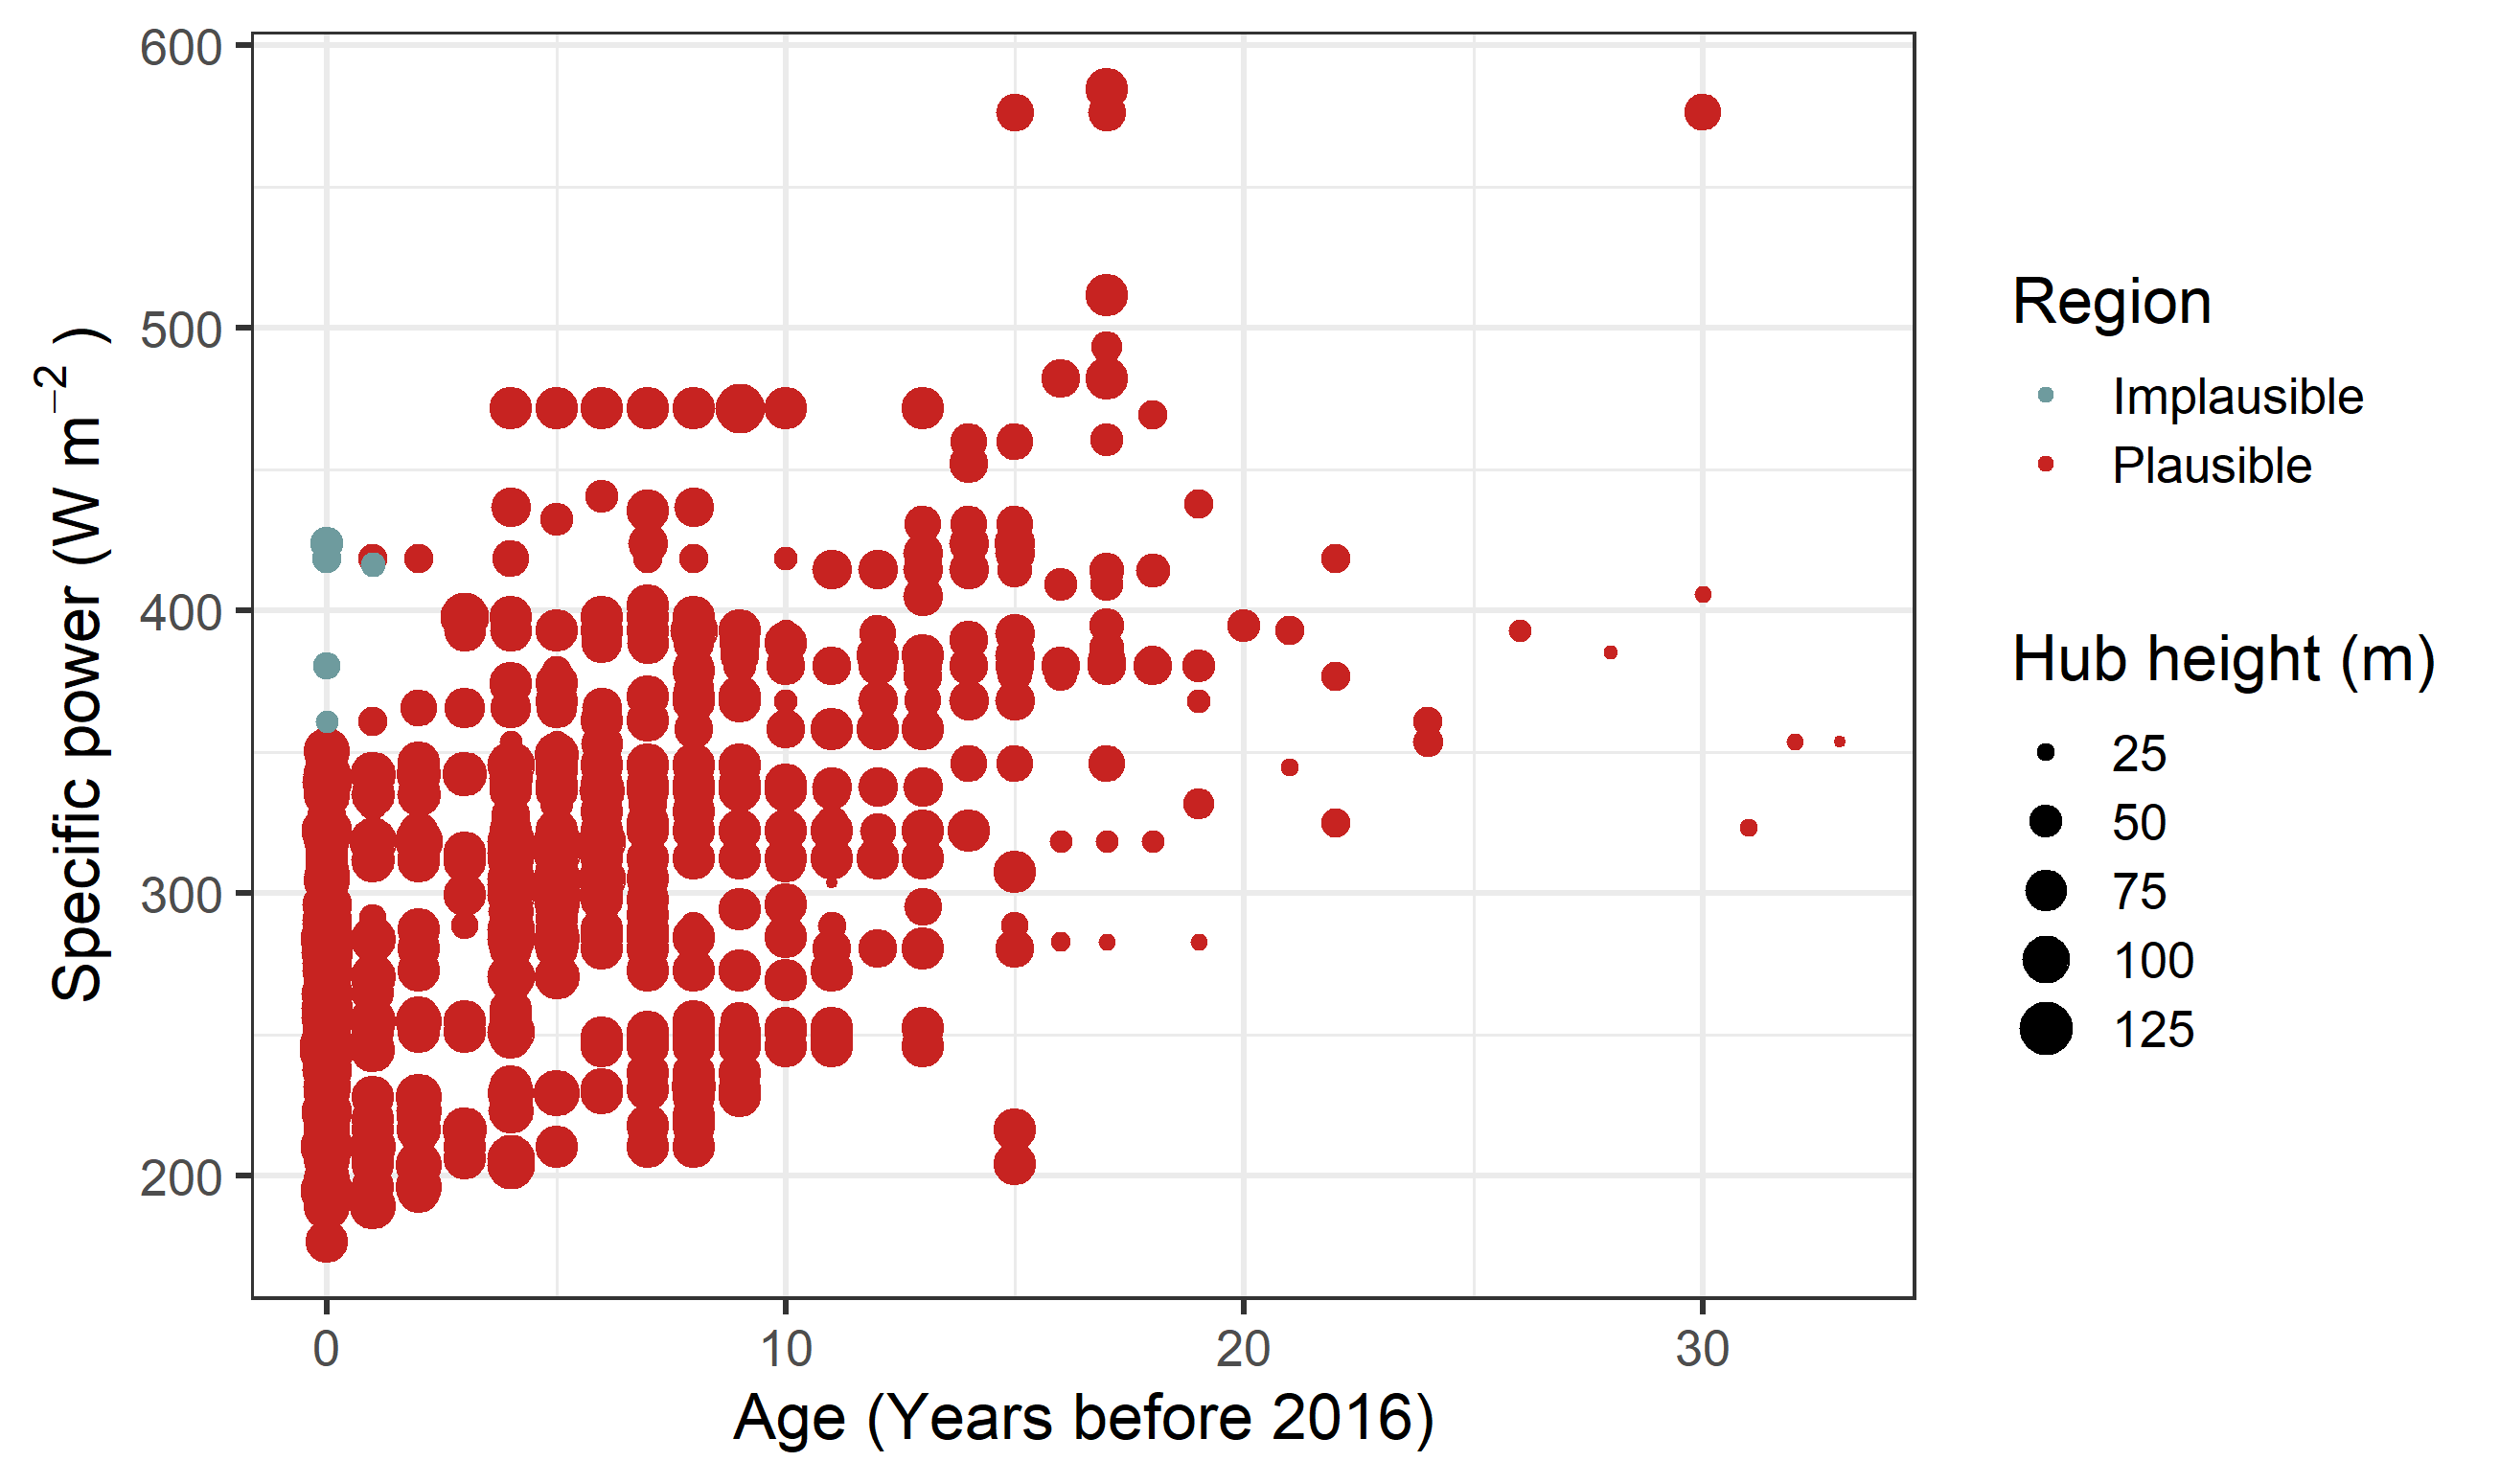 600
500
400
300
200
Specific power (W m⁻²)
0 10 20 30
Age (Years before 2016)
Region
Implausible
Plausible
Hub height (m)
25
50
75
100
125